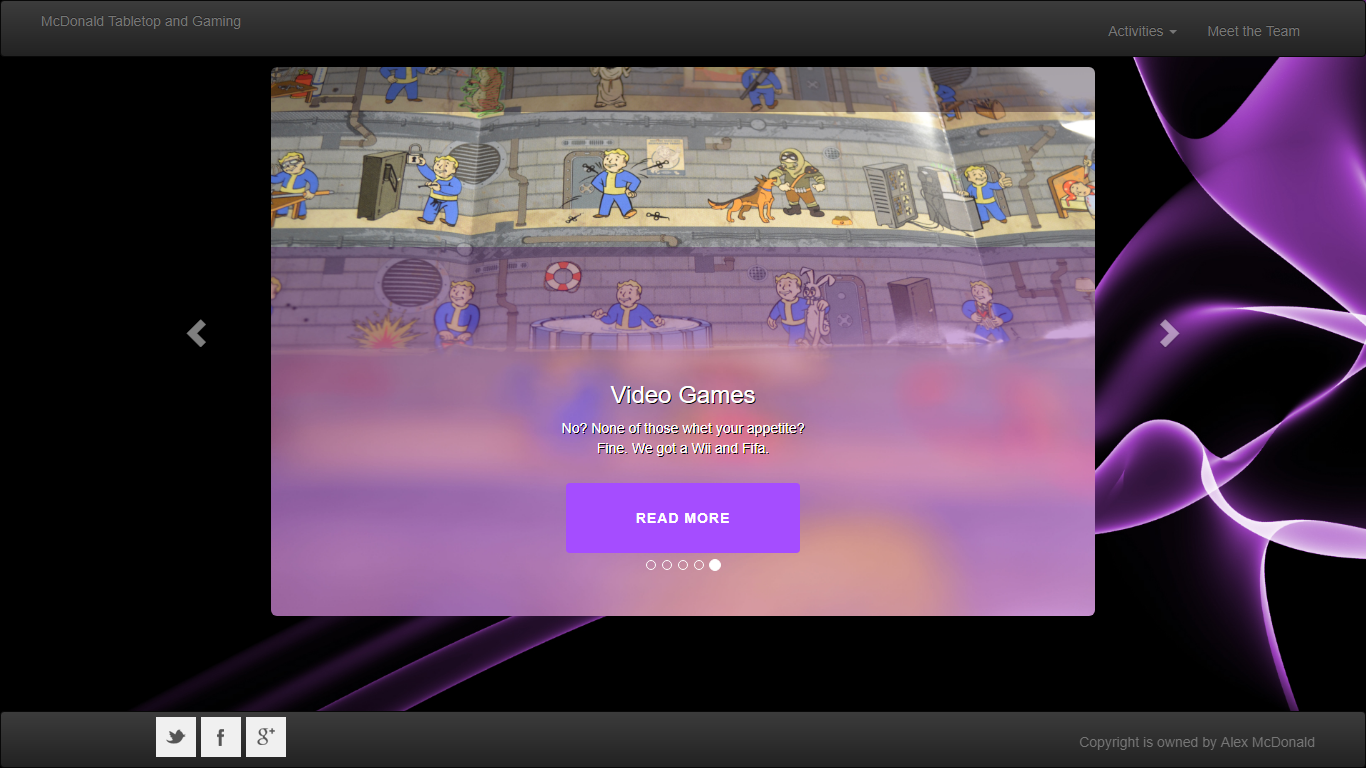 McDonald Tabletop and Gaming
Activities
Meet the Team
Video Games
No? None of those whet your appetite?
Fine. We got a Wii and Fifa.
READ MORE
Copyright is owned by Alex McDonald